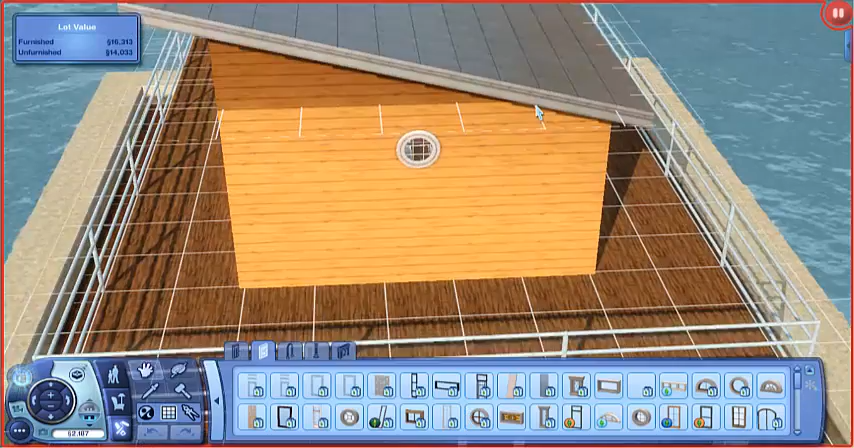 Lot Value
Furnished §16,313
Unfurnished §14,033
§2,187